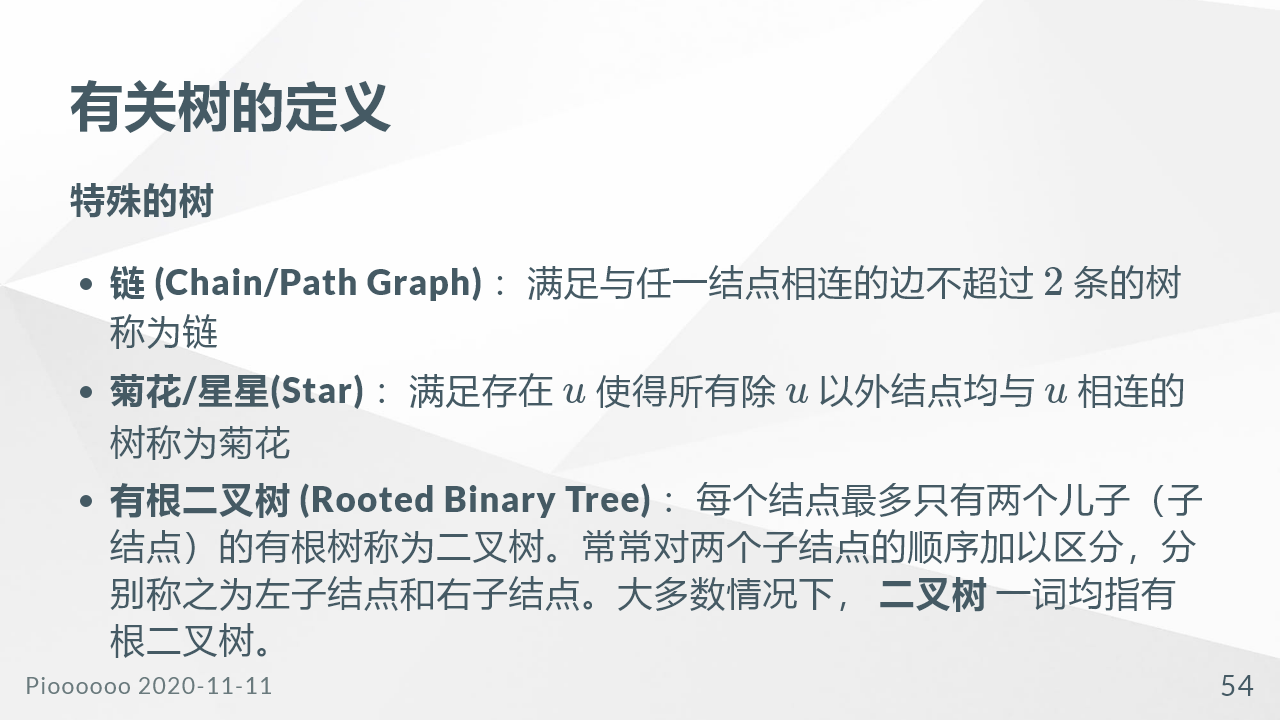 有关树的定义
特殊的树
• 链 (Chain/Path Graph)： 满足与任一结点相连的边不超过 2 条的树
称为链
• 菊花/星星(Star)： 满足存在 u 使得所有除 u 以外结点均与 u 相连的
树称为菊花
• 有根二叉树 (Rooted Binary Tree)： 每个结点最多只有两个儿子（子
结点）的有根树称为二叉树。常常对两个子结点的顺序加以区分，分
别称之为左子结点和右子结点。大多数情况下， 二叉树 一词均指有
根二叉树。
Pioooooo 2020-11-11
54